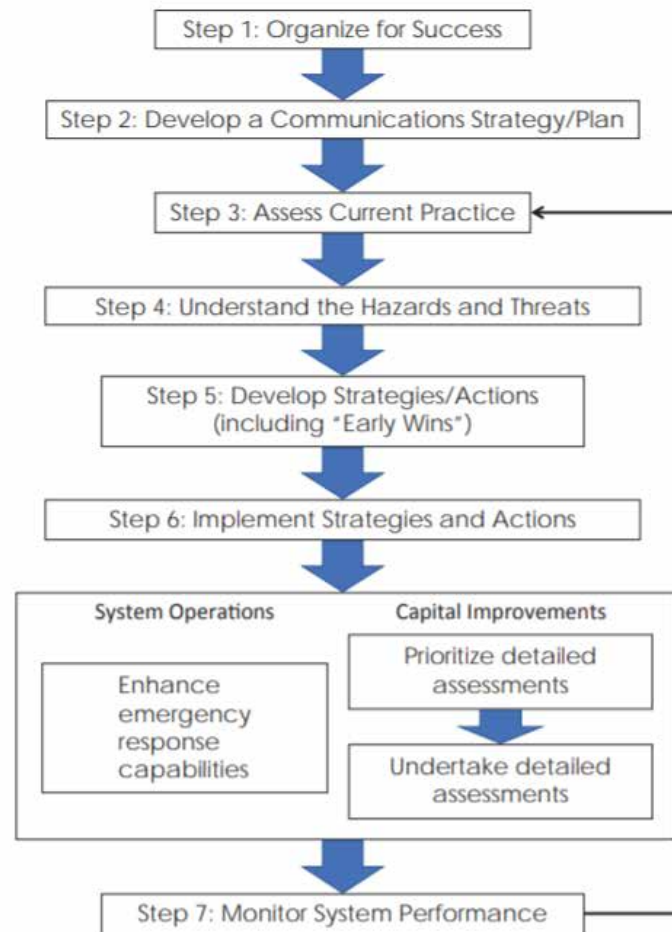 Step 1: Organize for Success
Step 2: Develop a Communications Strategy/Plan
Step 3: Assess Current Practice
Step 4: Understand the Hazards and Threats
Step 5: Develop Strategies/Actions
(including "Early Wins")
Step 6: Implement Strategies and Actions
System Operations
Enhance
emergency
response
capabilities
Capital Improvements
Prioritize detailed
assessments
Undertake detailed
assessments
Step 7: Monitor System Performance